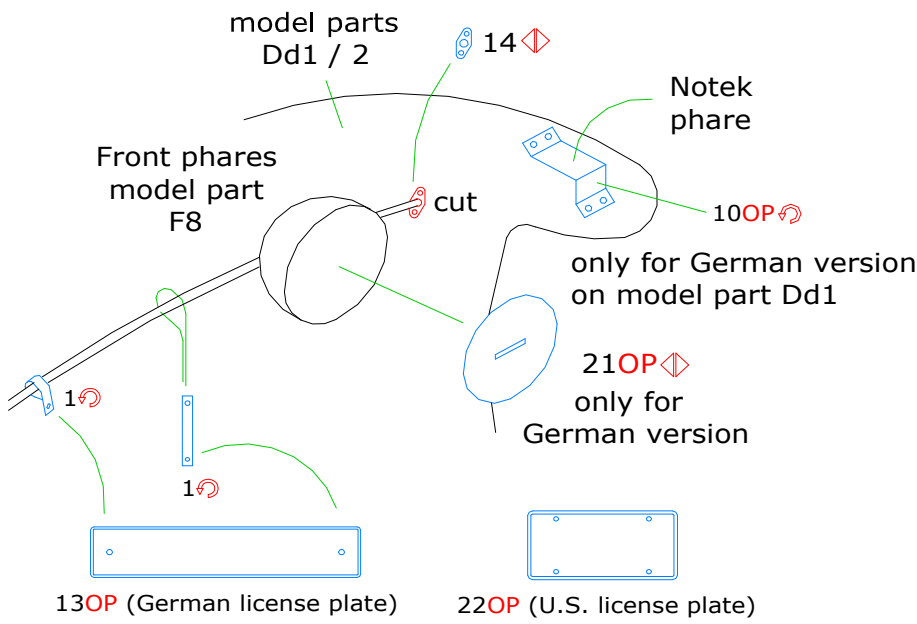 model parts
Dd1 / 2
14
Notek
phare
Front phares
model part
F8
cut
10OP
only for German version
on model part Dd1
21OP
only for
German version
1
1
13OP (German license plate)
22OP (U.S. license plate)